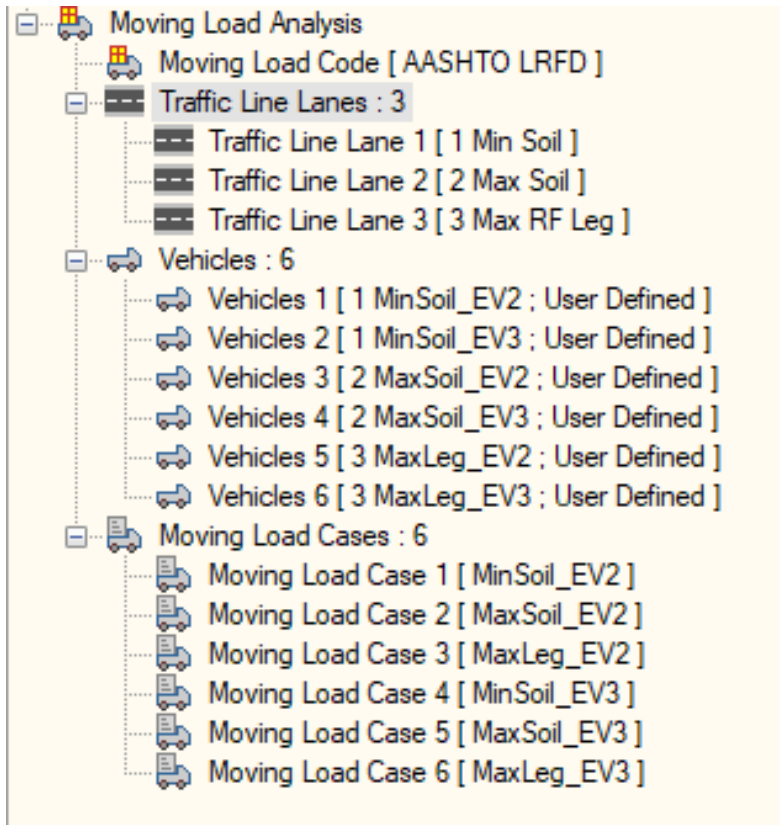 Moving Load Analysis
Moving Load Code [ AASHTO LRFD ]
Traffic Line Lanes : 3
Traffic Line Lane 1 [ 1 Min Soil ]
Traffic Line Lane 2 [ 2 Max Soil ]
Traffic Line Lane 3 [ 3 Max RF Leg ]
Vehicles : 6
Vehicles 1 [ 1 MinSoil_EV2 ; User Defined ]
Vehicles 2 [ 1 MinSoil_EV3 ; User Defined ]
Vehicles 3 [ 2 MaxSoil_EV2 ; User Defined ]
Vehicles 4 [ 2 MaxSoil_EV3 ; User Defined ]
Vehicles 5 [ 3 MaxLeg_EV2 ; User Defined ]
Vehicles 6 [ 3 MaxLeg_EV3 ; User Defined ]
Moving Load Cases : 6
Moving Load Case 1 [ MinSoil_EV2 ]
Moving Load Case 2 [ MaxSoil_EV2 ]
Moving Load Case 3 [ MaxLeg_EV2 ]
Moving Load Case 4 [ MinSoil_EV3 ]
Moving Load Case 5 [ MaxSoil_EV3 ]
Moving Load Case 6 [ MaxLeg_EV3 ]